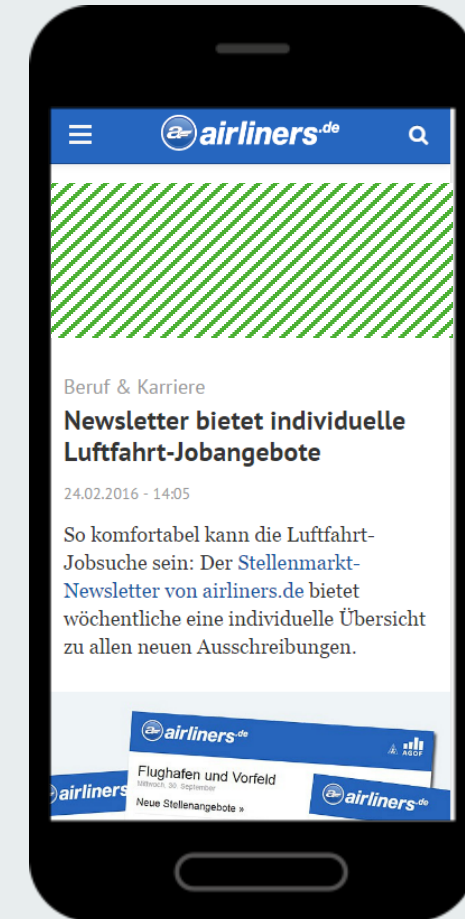 airliners.de
Beruf & Karriere
Newsletter bietet individuelle
Luftfahrt-Jobangebote
24.02.2016 - 14:05
So komfortabel kann die Luftfahrt-
Jobsuche sein: Der Stellenmarkt-
Newsletter von airliners.de bietet
wöchentliche eine individuelle Übersicht
zu allen neuen Ausschreibungen.
airliners.de
AGOF
Flughafen und Vorfeld
Mittwoch, 30. September
Neue Stellenangebote »
airliners
airliners.de